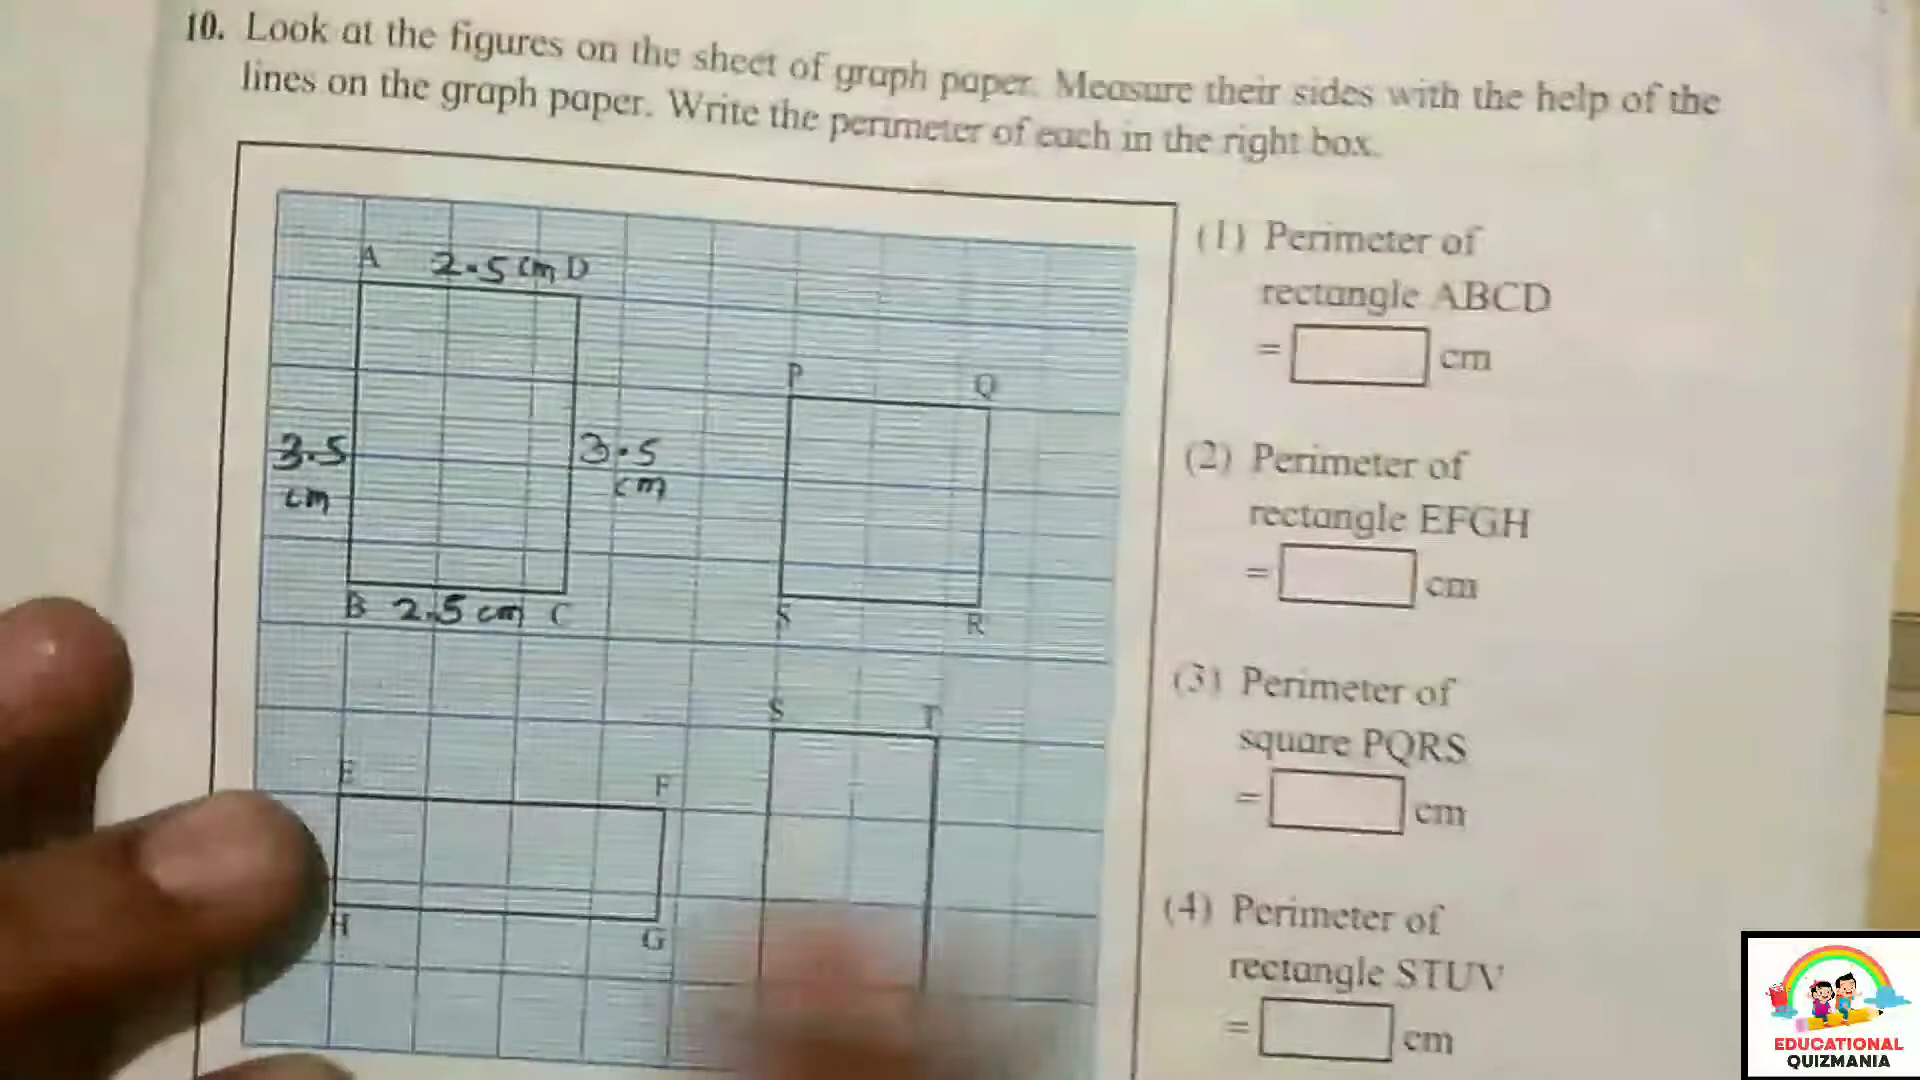 10. Look at the figures on the sheet of graph paper. Measure their sides with the help of the
lines on the graph paper. Write the perimeter of each in the right box.
A 2.5 cm D
3.5
cm
3.5
cm
B 2.5 cm C
P Q
S R
E F
H G
S T
(1) Perimeter of
rectangle ABCD
= cm
(2) Perimeter of
rectangle EFGH
= cm
(3) Perimeter of
square PQRS
= cm
(4) Perimeter of
rectangle STUV
= cm
EDUCATIONAL
QUIZMANIA